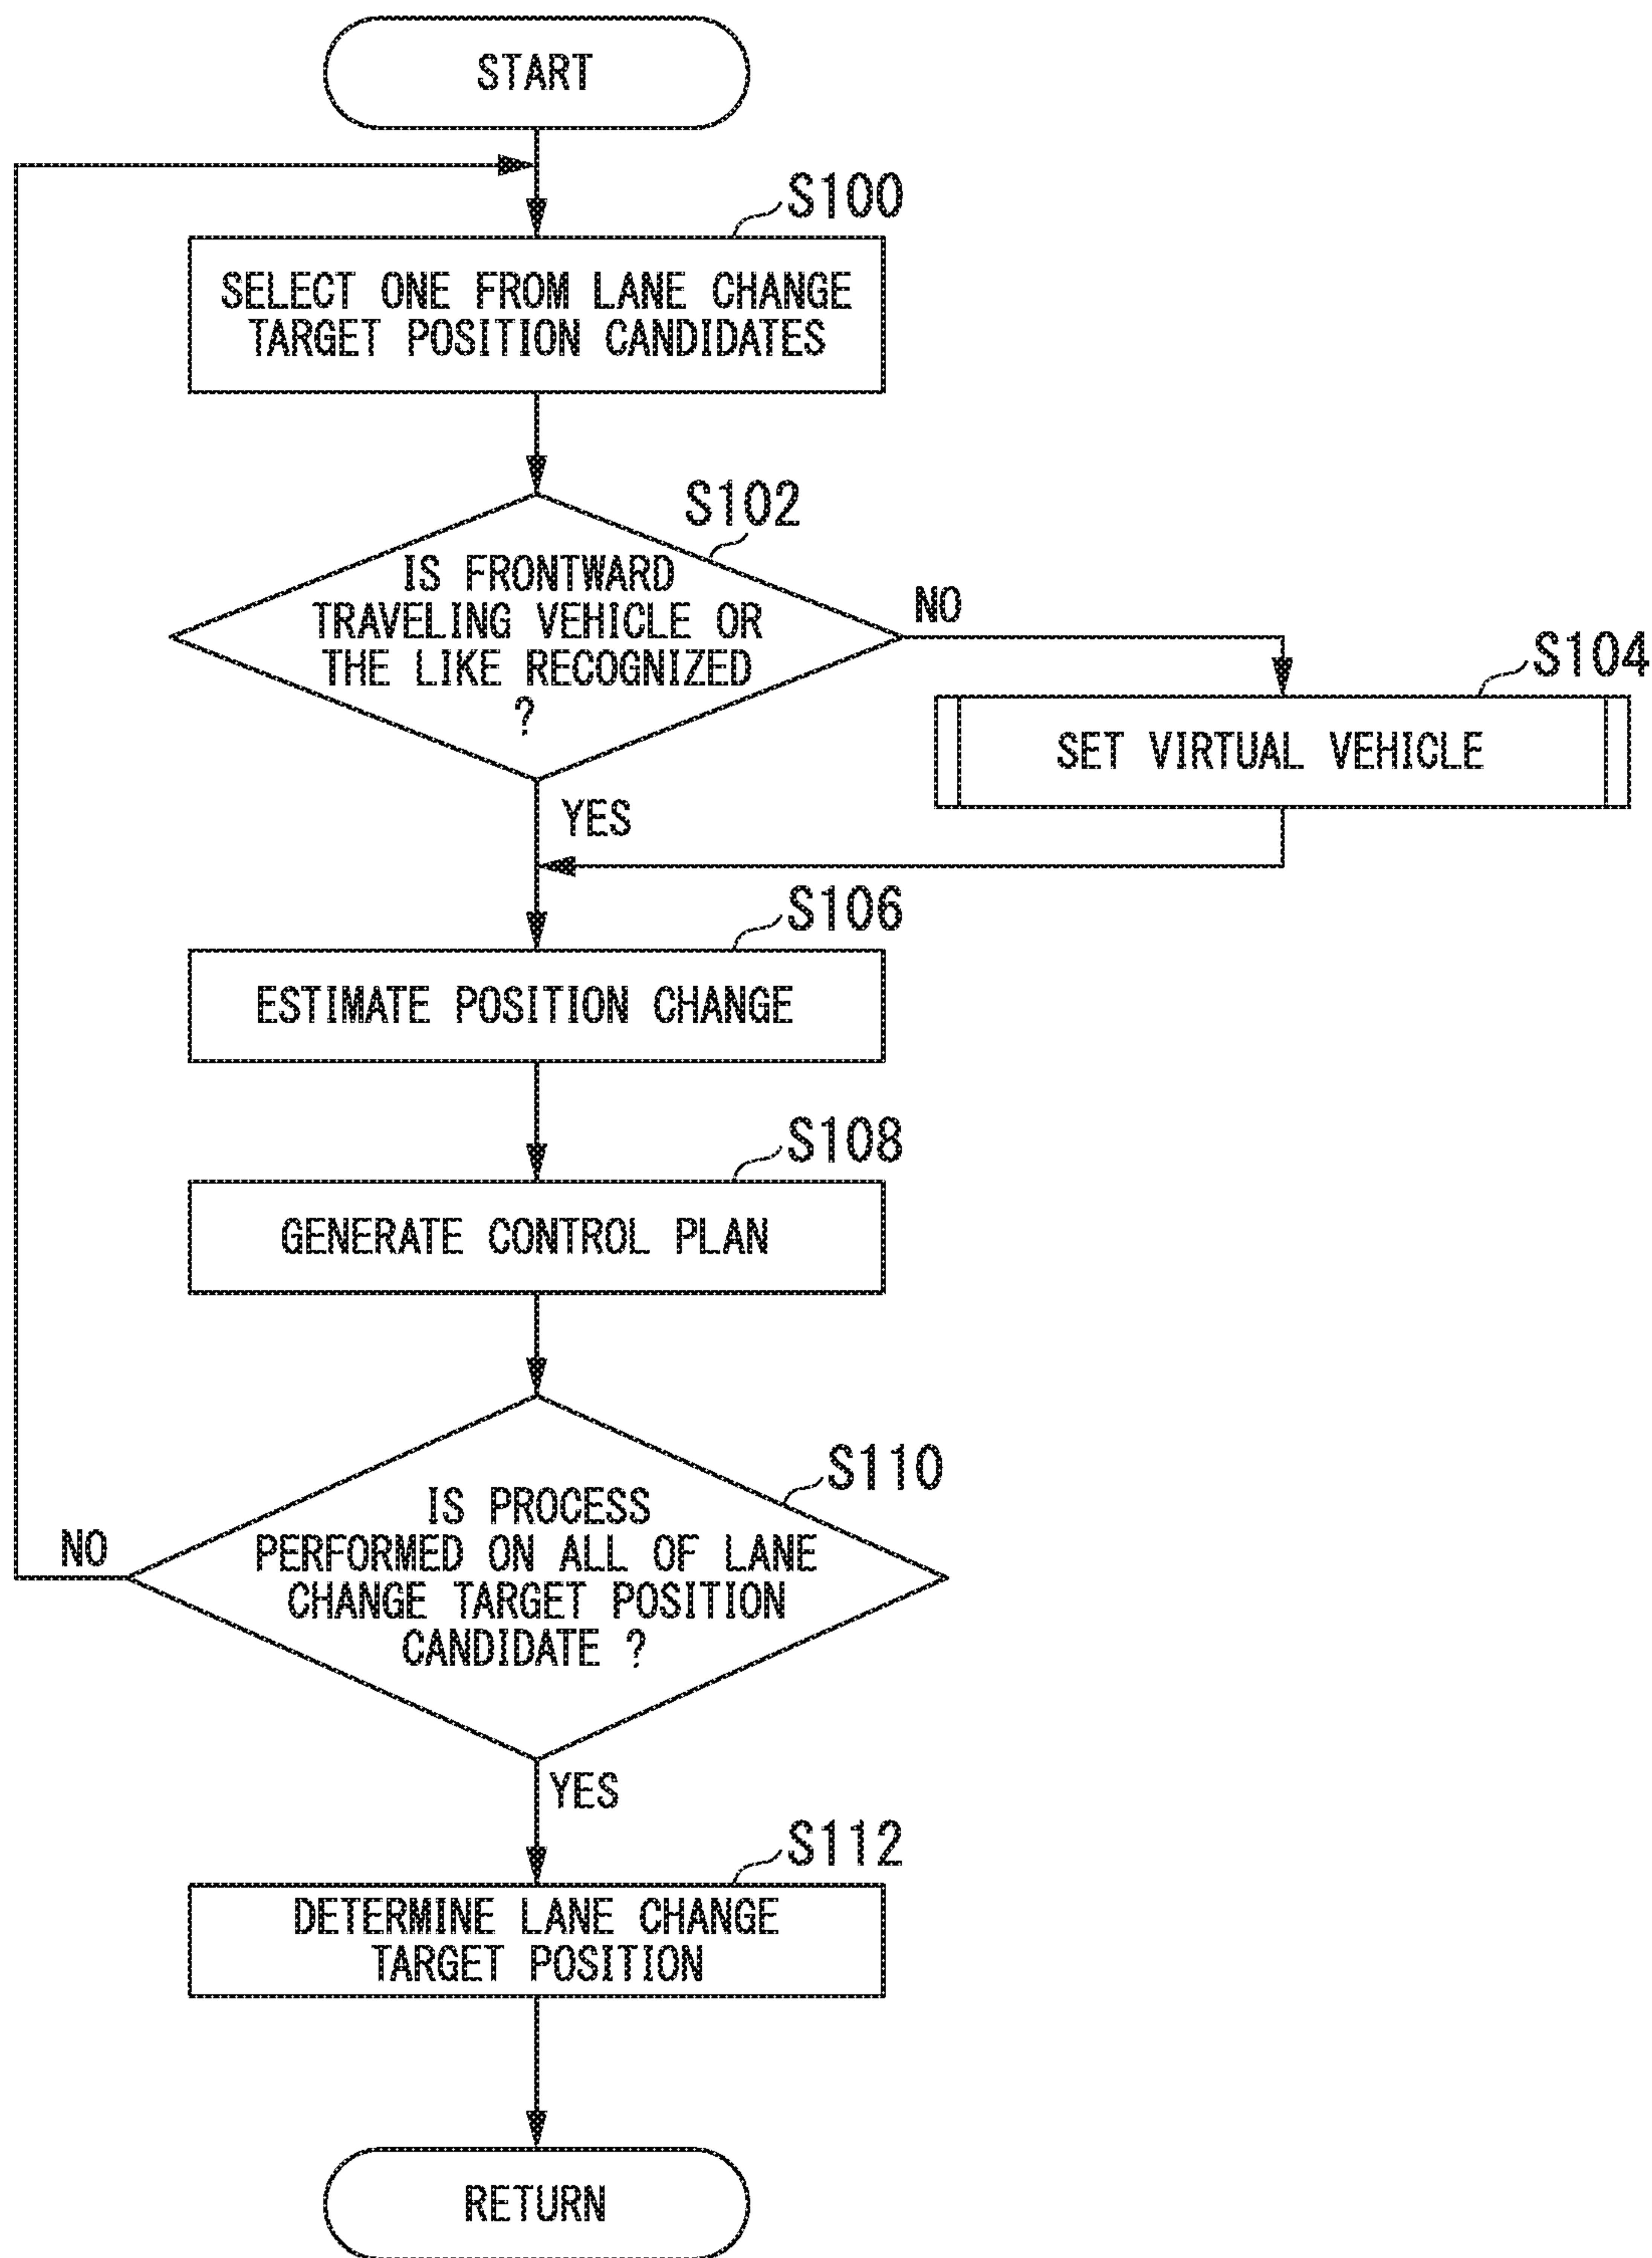 START
S100
SELECT ONE FROM LANE CHANGE
TARGET POSITION CANDIDATES
S102
IS FRONTWARD
TRAVELING VEHICLE OR
THE LIKE RECOGNIZED
?
NO
S104
SET VIRTUAL VEHICLE
YES
S106
ESTIMATE POSITION CHANGE
S108
GENERATE CONTROL PLAN
S110
IS PROCESS
PERFORMED ON ALL OF LANE
CHANGE TARGET POSITION
CANDIDATE ?
NO
YES
S112
DETERMINE LANE CHANGE
TARGET POSITION
RETURN